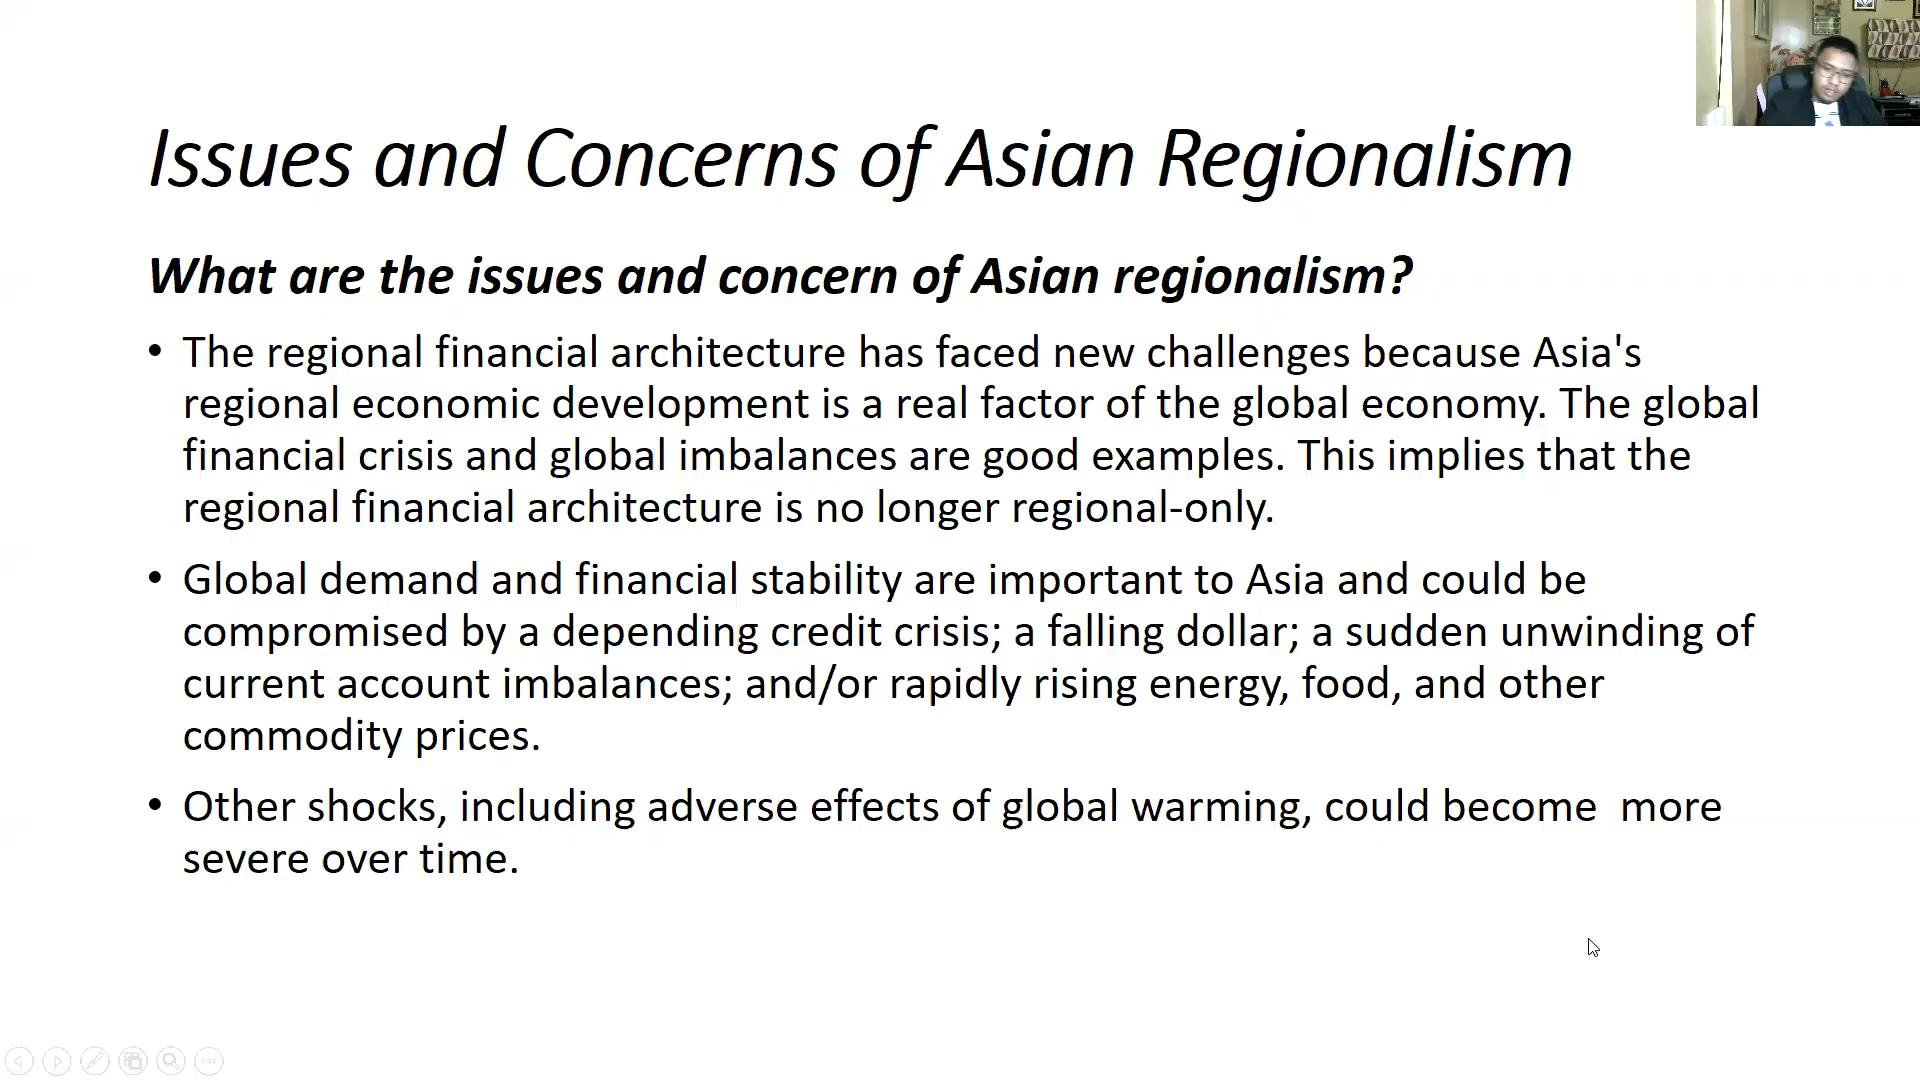 Issues and Concerns of Asian Regionalism
What are the issues and concern of Asian regionalism?
• The regional financial architecture has faced new challenges because Asia's
regional economic development is a real factor of the global economy. The global
financial crisis and global imbalances are good examples. This implies that the
regional financial architecture is no longer regional-only.
• Global demand and financial stability are important to Asia and could be
compromised by a depending credit crisis; a falling dollar; a sudden unwinding of
current account imbalances; and/or rapidly rising energy, food, and other
commodity prices.
• Other shocks, including adverse effects of global warming, could become  more
severe over time.